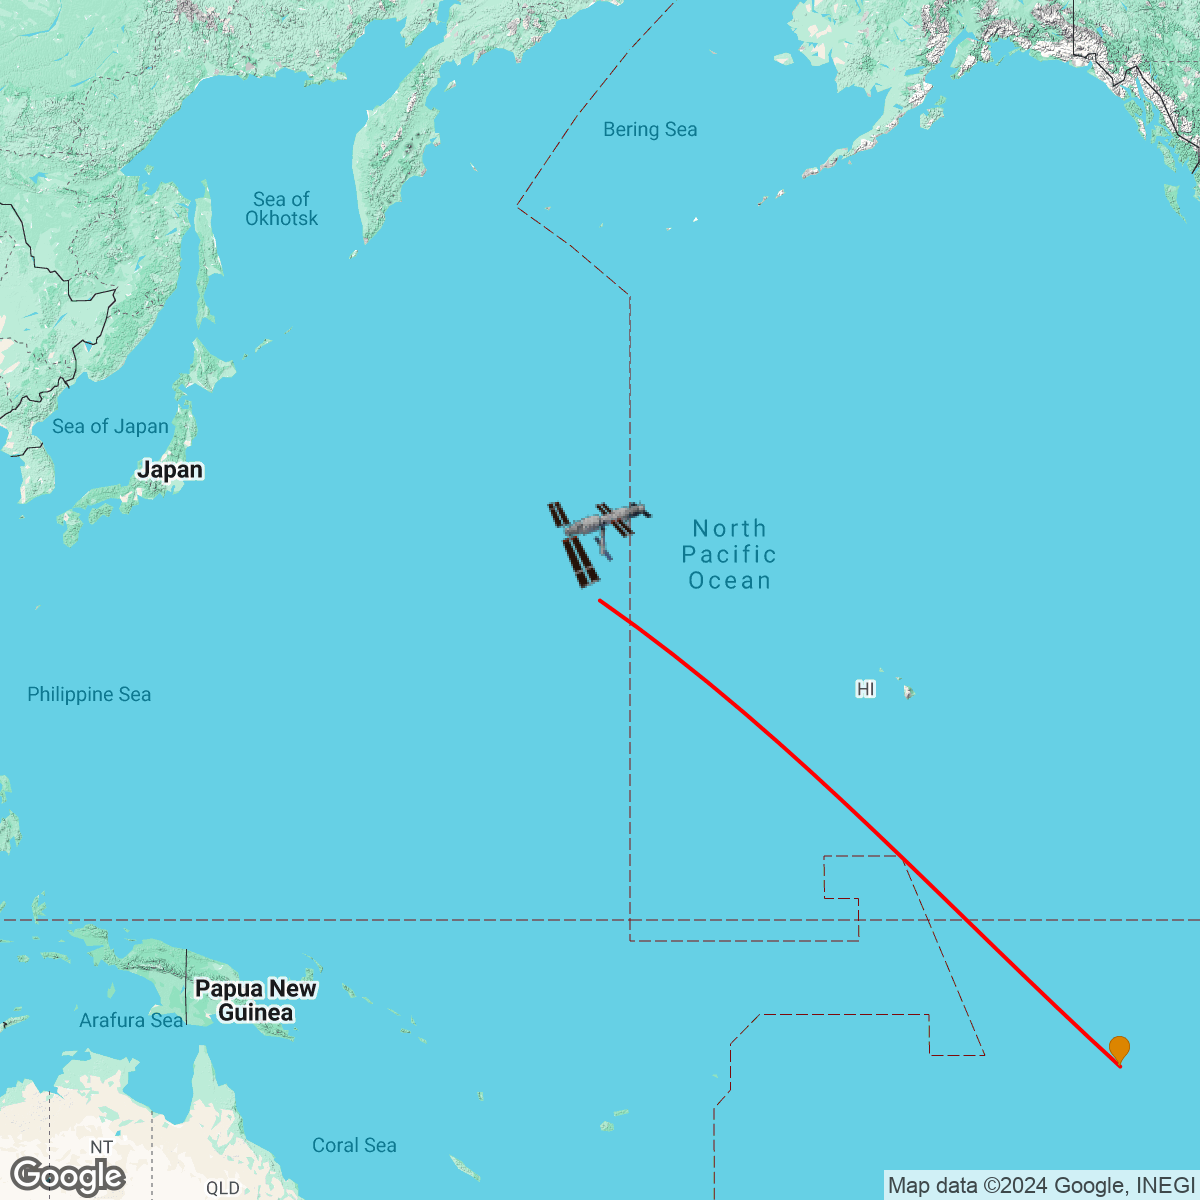 Bering Sea
Sea of
Okhotsk
Sea of Japan
Japan
North
Pacific
Ocean
HI
Philippine Sea
Papua New
Guinea
Arafura Sea
Coral Sea
NT
QLD
Google
Map data ©2024 Google, INEGI